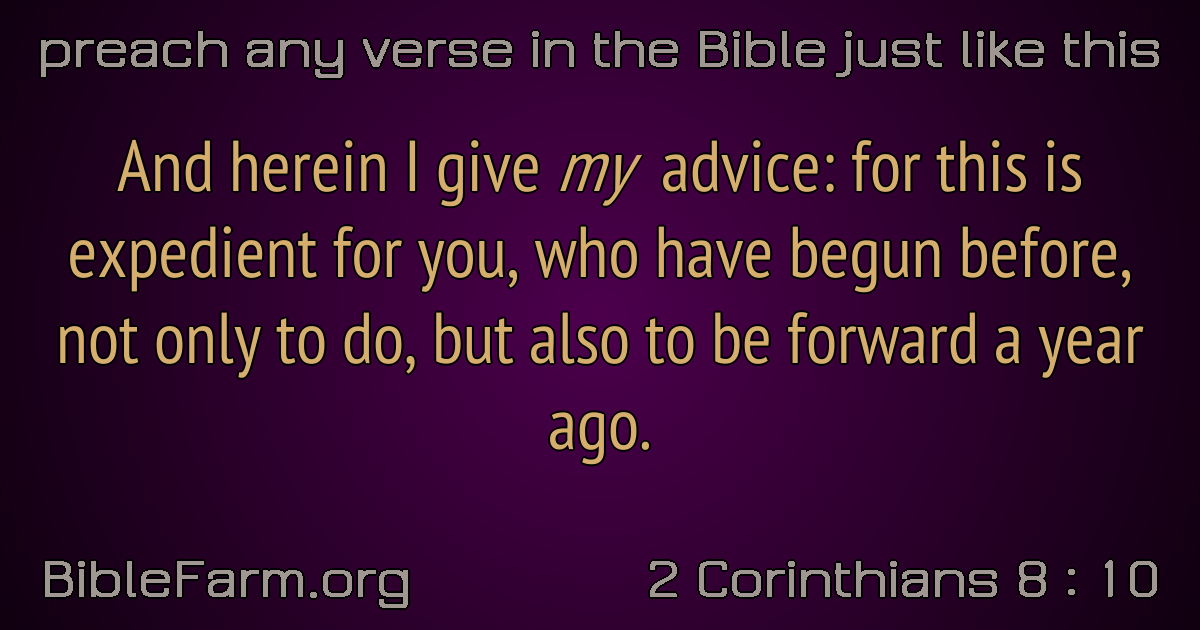 preach any verse in the Bible just like this
And herein I give my advice: for this is
expedient for you, who have begun before,
not only to do, but also to be forward a year
ago.
BibleFarm.org
2 Corinthians 8 : 10